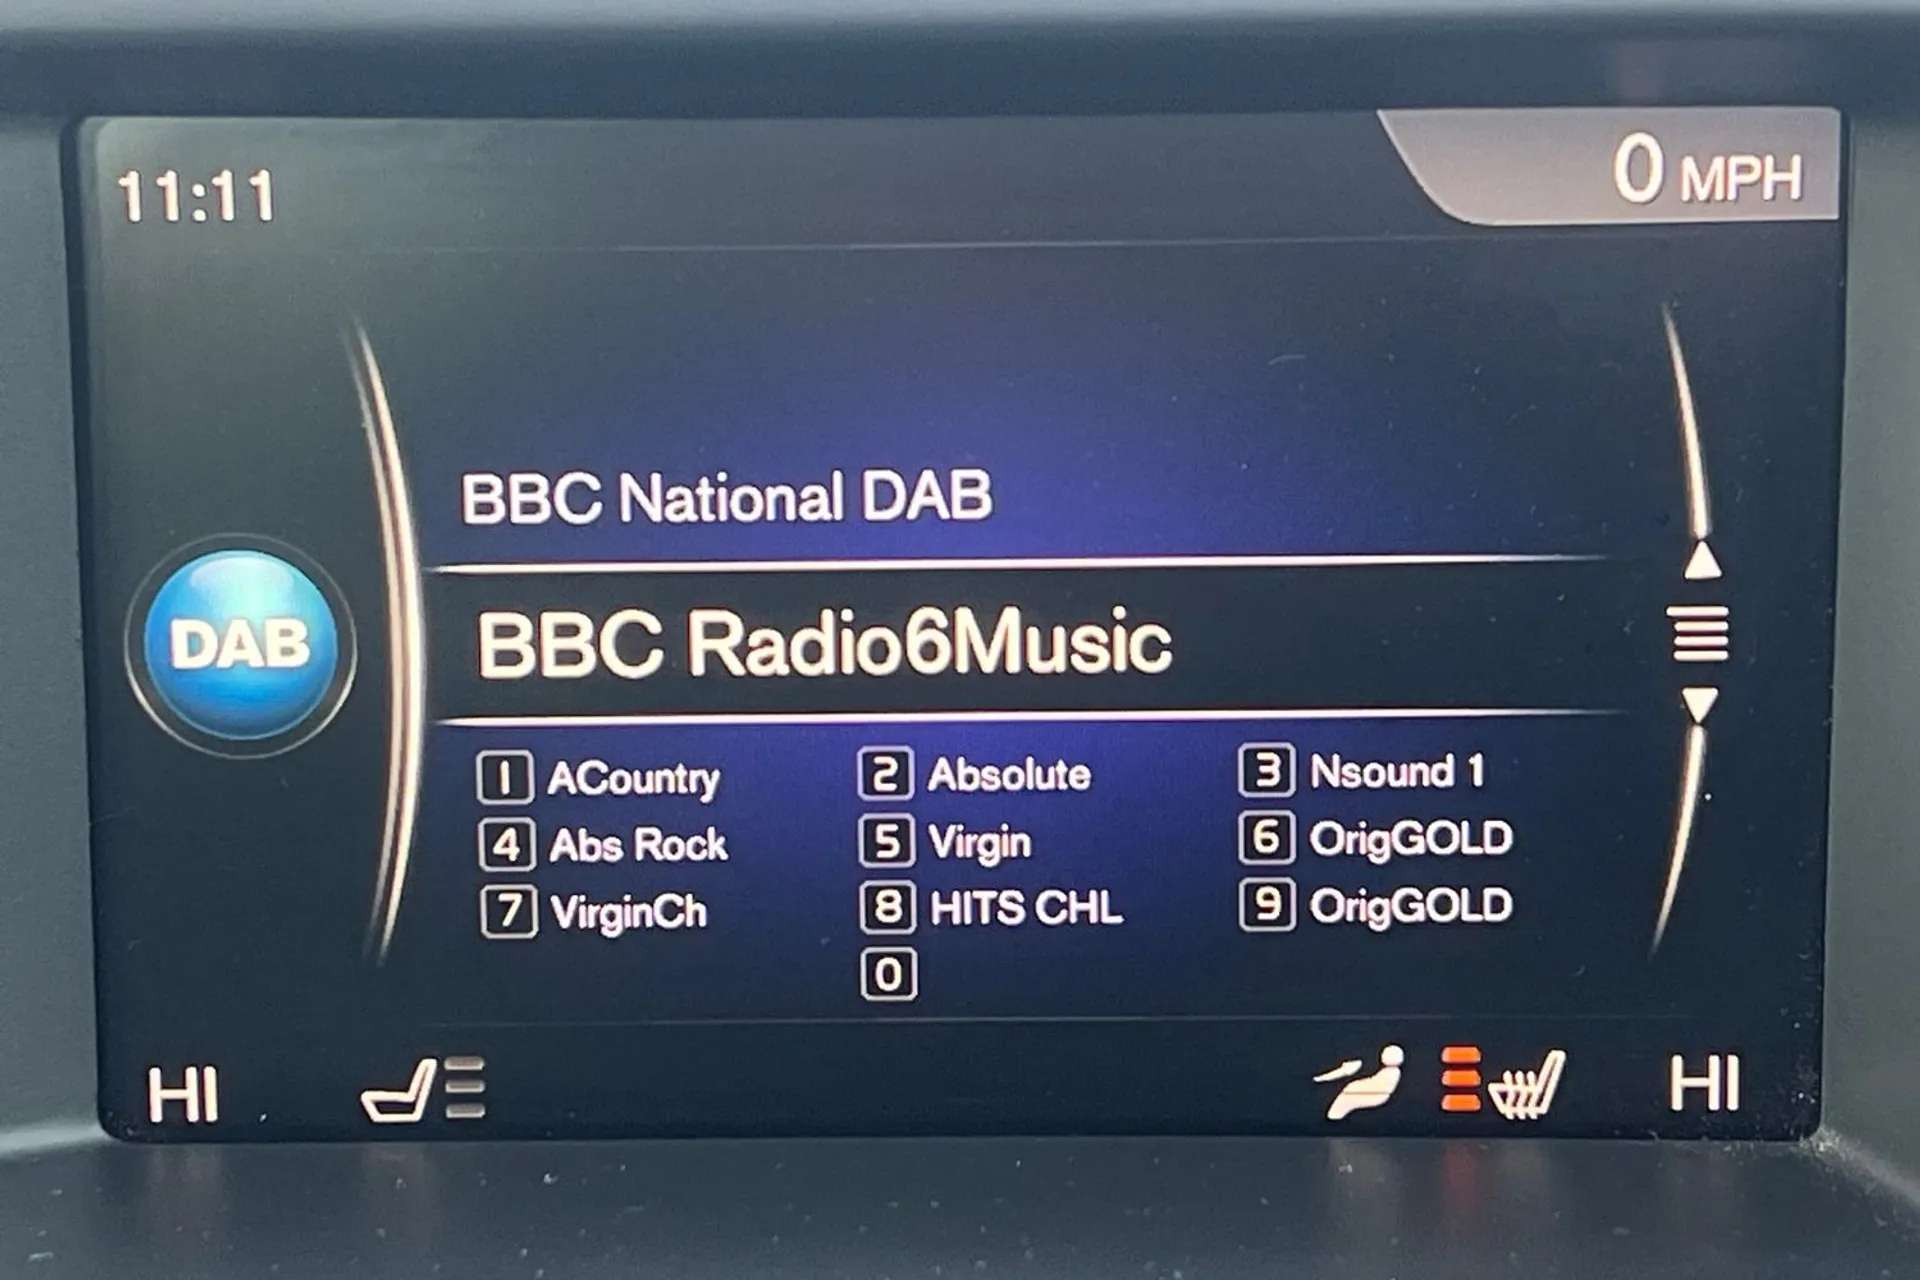 11:11
0 MPH
BBC National DAB
DAB
BBC Radio6Music
1 ACountry 2 Absolute 3 Nsound 1
4 Abs Rock 5 Virgin 6 OrigGOLD
7 VirginCh 8 HITS CHL 9 OrigGOLD
0
HI HI